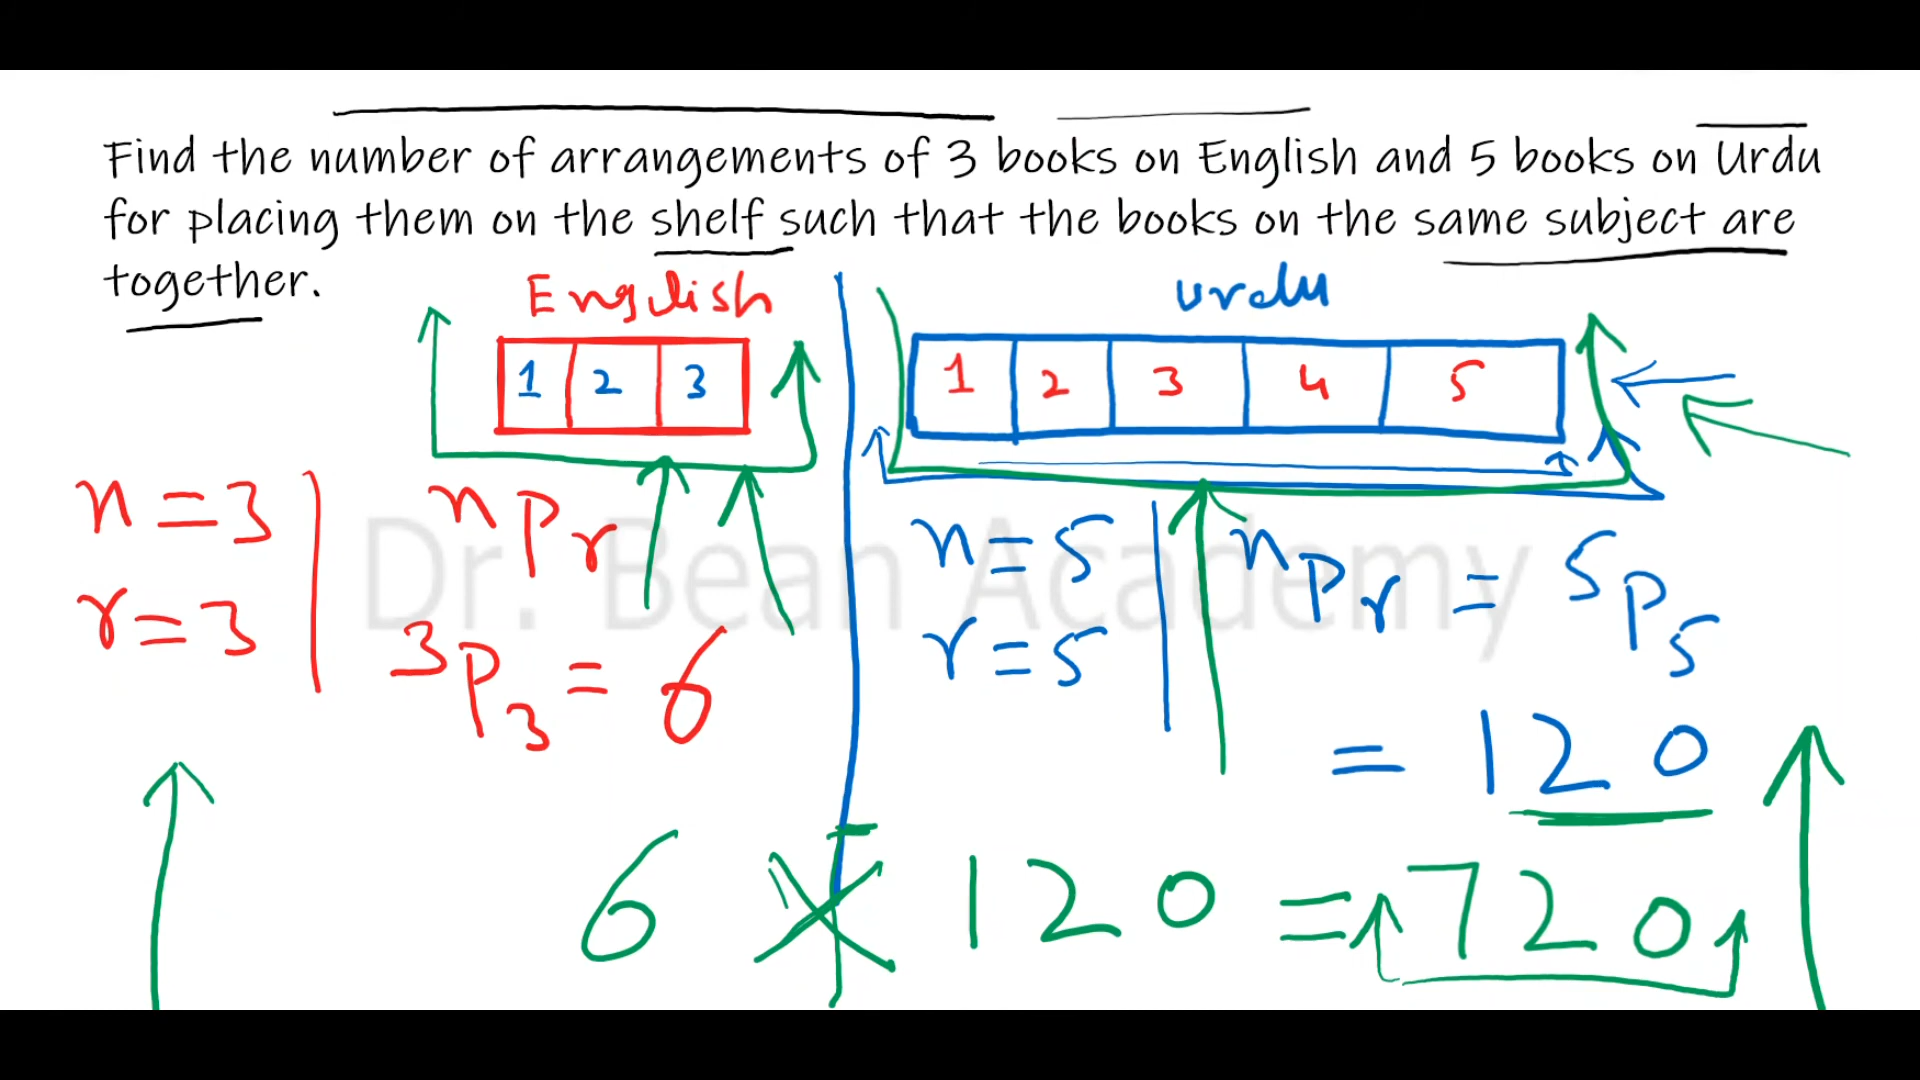 Find the number of arrangements of 3 books on English and 5 books on Urdu
for placing them on the shelf such that the books on the same subject are
together.
English
urdu
1 2 3
1 2 3 4 5
n = 3
r = 3
nPr
3P3 = 6
n = 5
r = 5
nPr = 5P5
= 120
6 × 120 = 720
Dr. Bean Academy